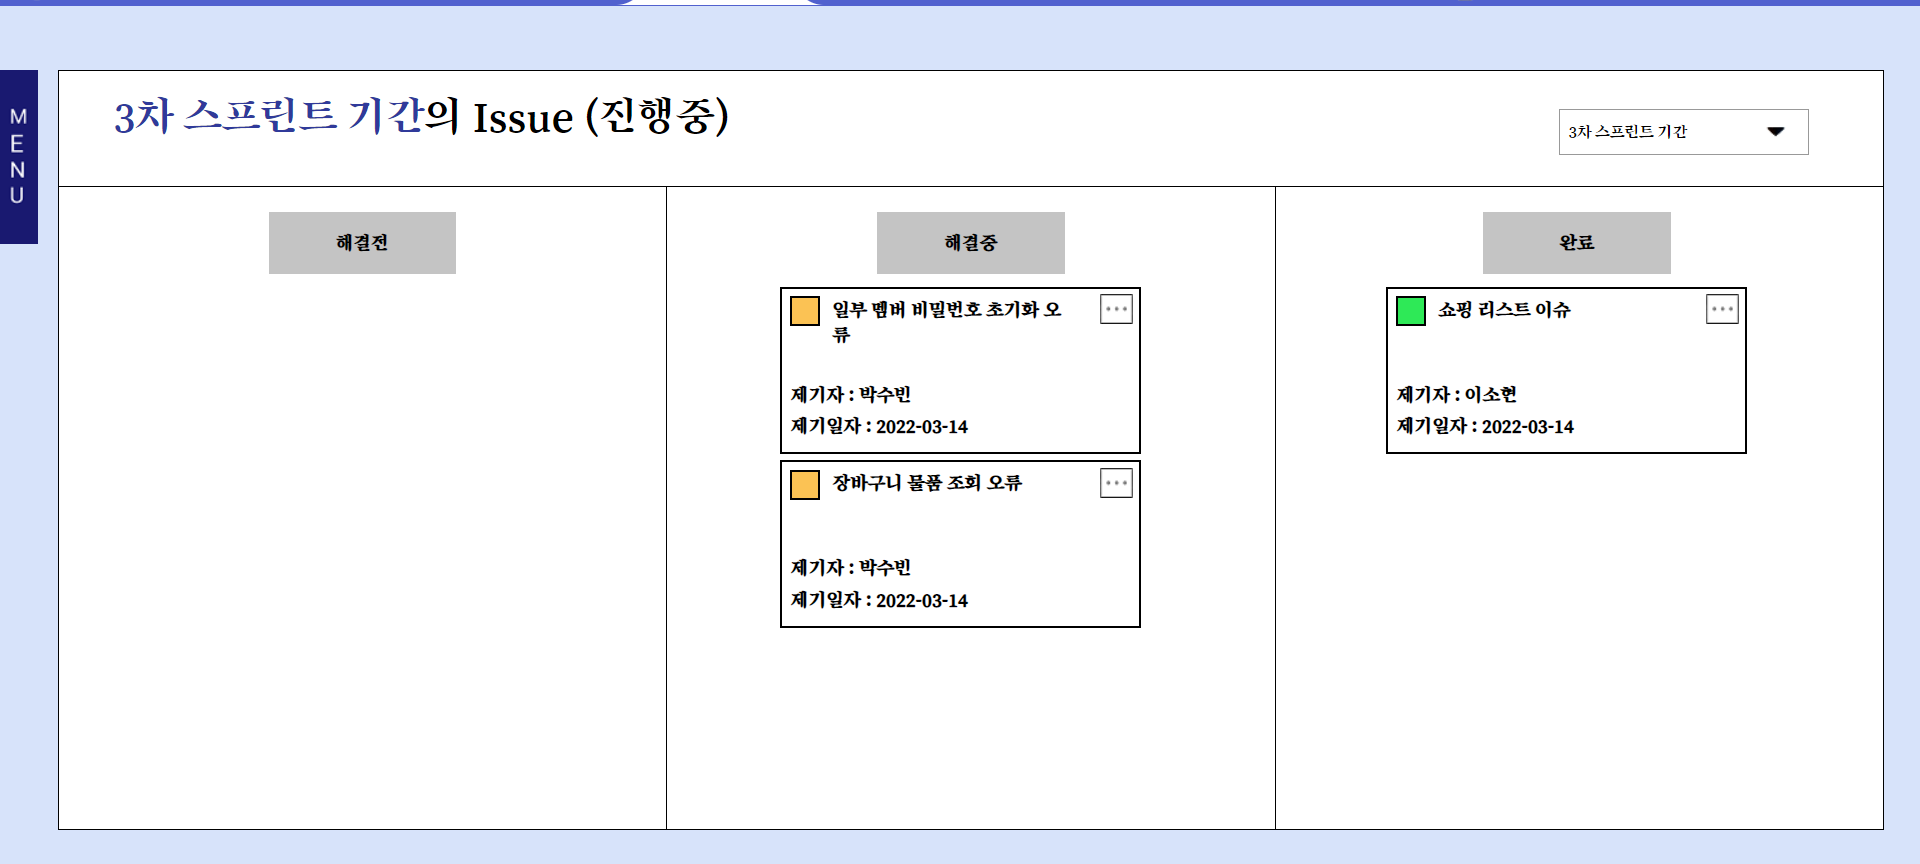 MENU
3차 스프린트 기간의 Issue (진행중)
3차 스프린트 기간
해결전
해결중
일부 멤버 비밀번호 초기화 오
류
제기자 : 박수빈
제기일자 : 2022-03-14
장바구니 물품 조회 오류
제기자 : 박수빈
제기일자 : 2022-03-14
완료
쇼핑 리스트 이슈
제기자 : 이소현
제기일자 : 2022-03-14